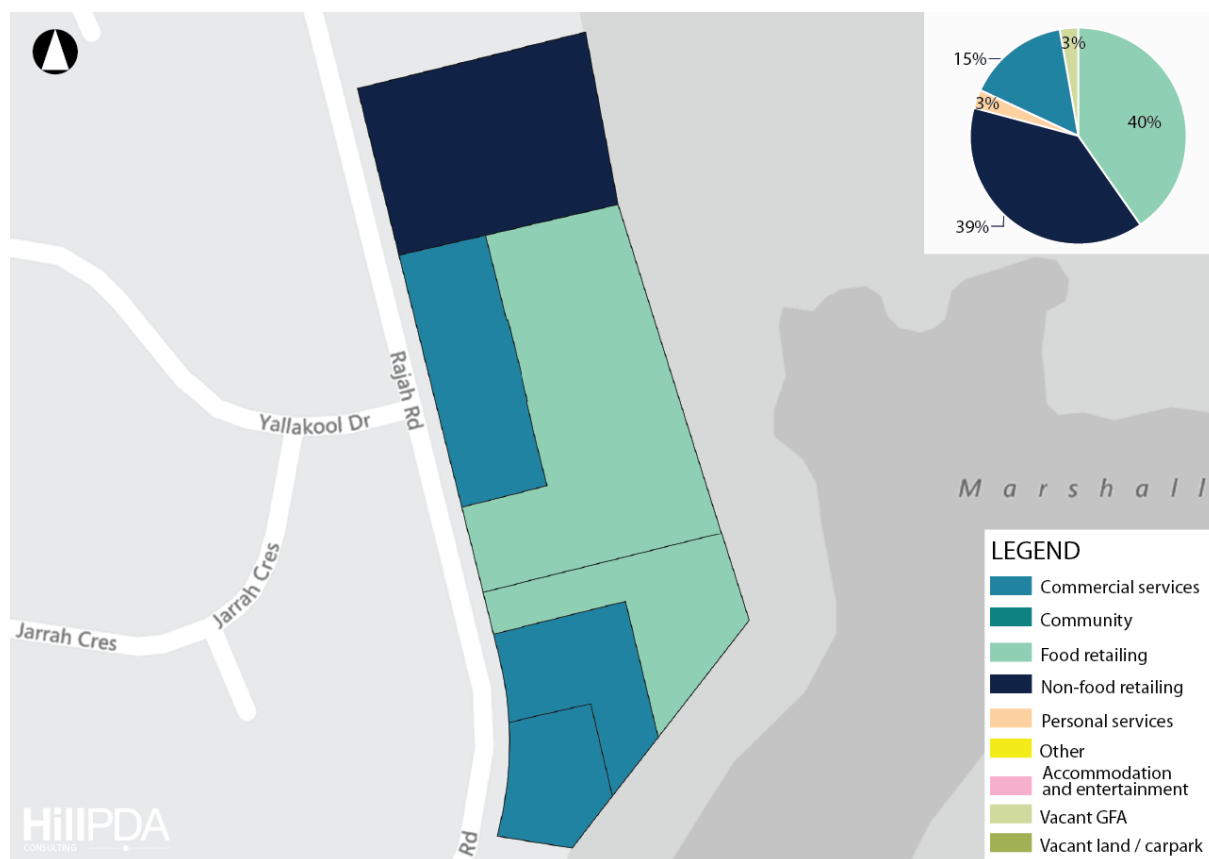 15%
3%
40%
3%
39%
Rajah Rd
Yallakool Dr
Jarrah Cres
Jarrah Cres
Marshall
Rd
LEGEND
Commercial services
Community
Food retailing
Non-food retailing
Personal services
Other
Accommodation
and entertainment
Vacant GFA
Vacant land / carpark
HillPDA
CONSULTING